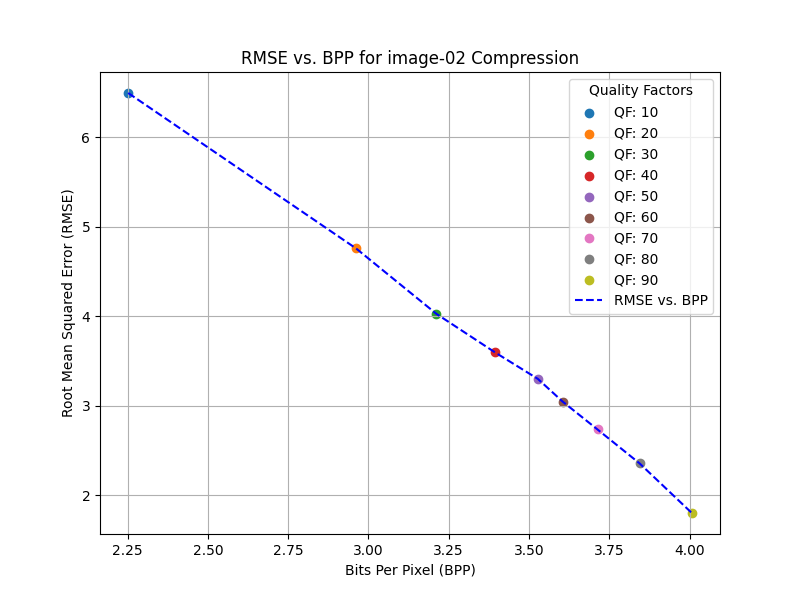 RMSE vs. BPP for image-02 Compression
Root Mean Squared Error (RMSE)
6
5
4
3
2
Quality Factors
QF: 10
QF: 20
QF: 30
QF: 40
QF: 50
QF: 60
QF: 70
QF: 80
QF: 90
RMSE vs. BPP
2.25 2.50 2.75 3.00 3.25 3.50 3.75 4.00
Bits Per Pixel (BPP)